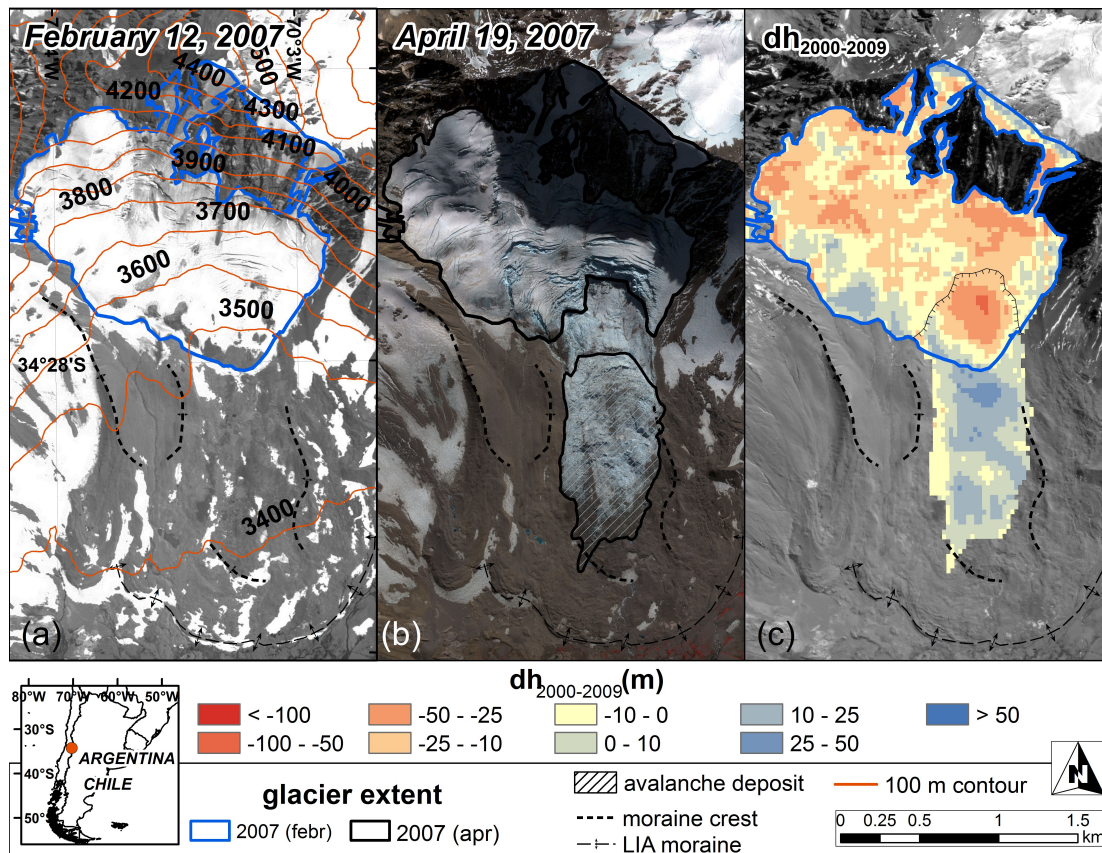 February 12, 2007
70°W
70°3'W
500
4400
4200
4300
4100
3900
4000
3800
3700
3600
3500
34°28'S
3400
(a)
April 19, 2007
(b)
dh2000-2009
(c)
dh2000-2009(m)
< -100
-50 - -25
-10 - 0
10 - 25
> 50
-100 - -50
-25 - -10
0 - 10
25 - 50
80°W 70°W 60°W 50°W
30°S
40°S
50°S
ARGENTINA
CHILE
glacier extent
2007 (febr)
2007 (apr)
avalanche deposit
moraine crest
LIA moraine
100 m contour
N
0 0.25 0.5 1 1.5
km